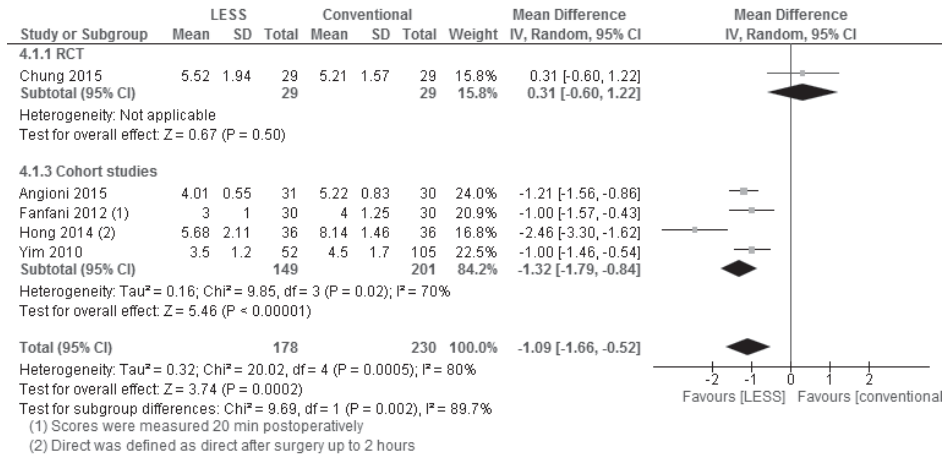 LESS Conventional Mean Difference Mean Difference
Study or Subgroup Mean SD Total Mean SD Total Weight IV, Random, 95% CI IV, Random, 95% CI
4.1.1 RCT
Chung 2015 5.52 1.94 29 5.21 1.57 29 15.8% 0.31 [-0.60, 1.22]
Subtotal (95% CI) 29 29 15.8% 0.31 [-0.60, 1.22]
Heterogeneity: Not applicable
Test for overall effect: Z = 0.67 (P = 0.50)
4.1.3 Cohort studies
Angioni 2015 4.01 0.55 31 5.22 0.83 30 24.0% -1.21 [-1.56, -0.86]
Fanfani 2012 (1) 3 1 30 4 1.25 30 20.9% -1.00 [-1.57, -0.43]
Hong 2014 (2) 5.68 2.11 36 8.14 1.46 36 16.8% -2.46 [-3.30, -1.62]
Yim 2010 3.5 1.2 52 4.5 1.7 105 22.5% -1.00 [-1.46, -0.54]
Subtotal (95% CI) 149 201 84.2% -1.32 [-1.79, -0.84]
Heterogeneity: Tau² = 0.16; Chi² = 9.85, df = 3 (P = 0.02); I² = 70%
Test for overall effect: Z = 5.46 (P < 0.00001)
Total (95% CI) 178 230 100.0% -1.09 [-1.66, -0.52]
Heterogeneity: Tau² = 0.32; Chi² = 20.02, df = 4 (P = 0.0005); I² = 80%
Test for overall effect: Z = 3.74 (P = 0.0002)
Test for subgroup differences: Chi² = 9.69, df = 1 (P = 0.002), I² = 89.7%
(1) Scores were measured 20 min postoperatively
(2) Direct was defined as direct after surgery up to 2 hours
-2 -1 0 1 2
Favours [LESS] Favours [conventional